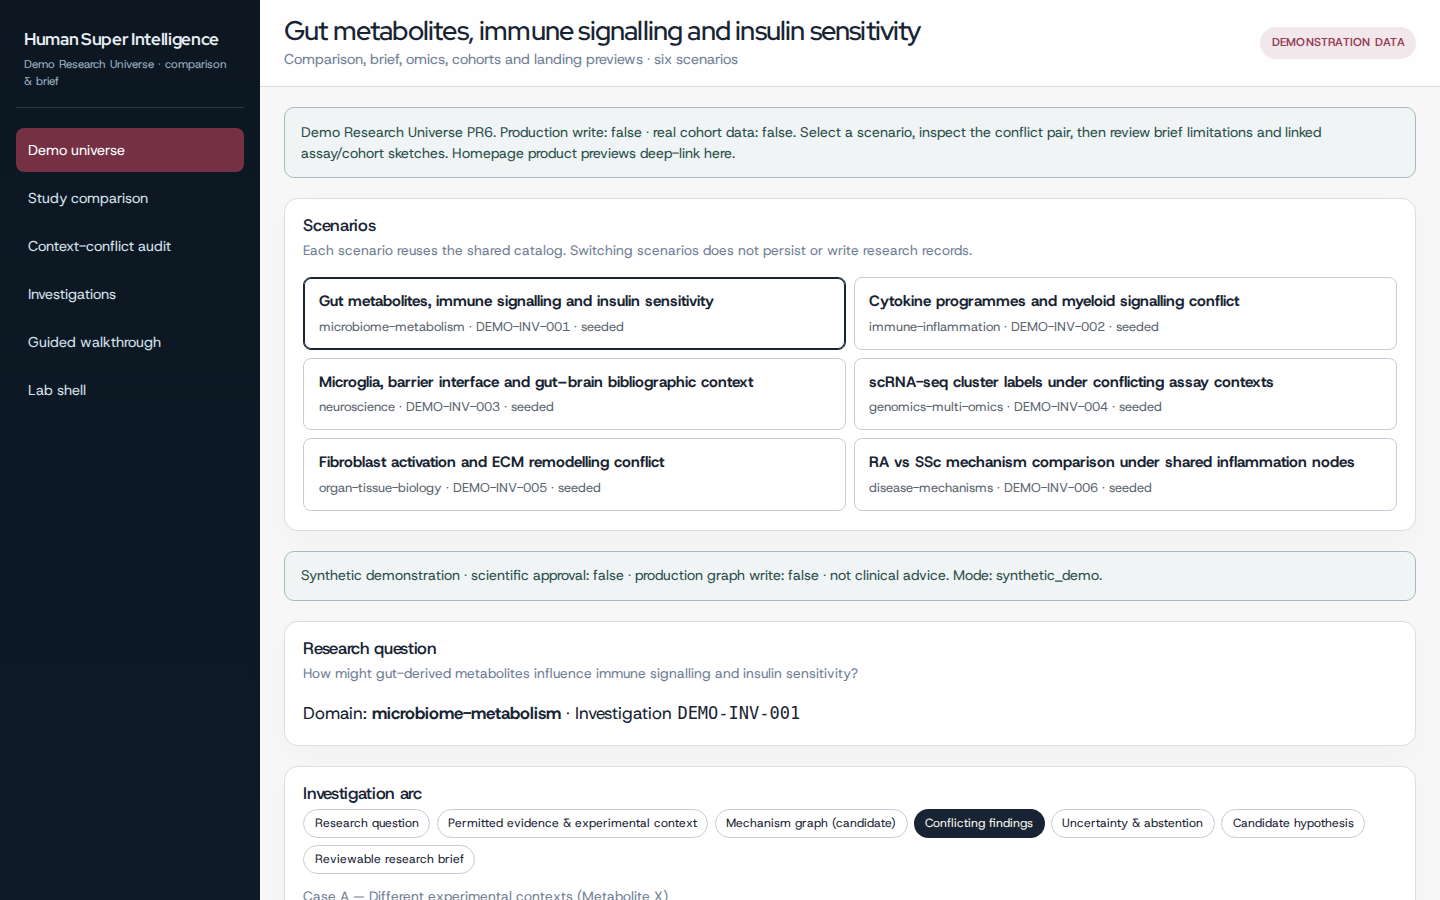 Human Super Intelligence
Demo Research Universe · comparison
& brief
Demo universe
Study comparison
Context-conflict audit
Investigations
Guided walkthrough
Lab shell
Gut metabolites, immune signalling and insulin sensitivity
Comparison, brief, omics, cohorts and landing previews · six scenarios
DEMONSTRATION DATA
Demo Research Universe PR6. Production write: false · real cohort data: false. Select a scenario, inspect the conflict pair, then review brief limitations and linked
assay/cohort sketches. Homepage product previews deep-link here.
Scenarios
Each scenario reuses the shared catalog. Switching scenarios does not persist or write research records.
Gut metabolites, immune signalling and insulin sensitivity
microbiome-metabolism · DEMO-INV-001 · seeded
Cytokine programmes and myeloid signalling conflict
immune-inflammation · DEMO-INV-002 · seeded
Microglia, barrier interface and gut–brain bibliographic context
neuroscience · DEMO-INV-003 · seeded
scRNA-seq cluster labels under conflicting assay contexts
genomics-multi-omics · DEMO-INV-004 · seeded
Fibroblast activation and ECM remodelling conflict
organ-tissue-biology · DEMO-INV-005 · seeded
RA vs SSc mechanism comparison under shared inflammation nodes
disease-mechanisms · DEMO-INV-006 · seeded
Synthetic demonstration · scientific approval: false · production graph write: false · not clinical advice. Mode: synthetic_demo.
Research question
How might gut-derived metabolites influence immune signalling and insulin sensitivity?
Domain: microbiome-metabolism · Investigation DEMO-INV-001
Investigation arc
Research question
Permitted evidence & experimental context
Mechanism graph (candidate)
Conflicting findings
Uncertainty & abstention
Candidate hypothesis
Reviewable research brief
Case A — Different experimental contexts (Metabolite X)